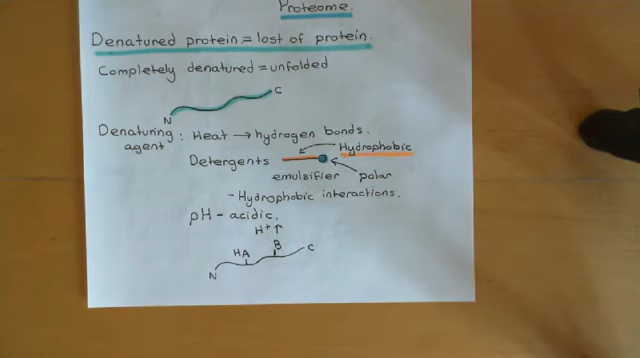 Proteome.
Denatured protein = lost of protein.
Completely denatured = unfolded
C
N
Denaturing agent : Heat → hydrogen bonds.
Hydrophobic
Detergents
emulsifier polar
- Hydrophobic interactions.
pH - acidic.
H+ ↑
HA B C
N